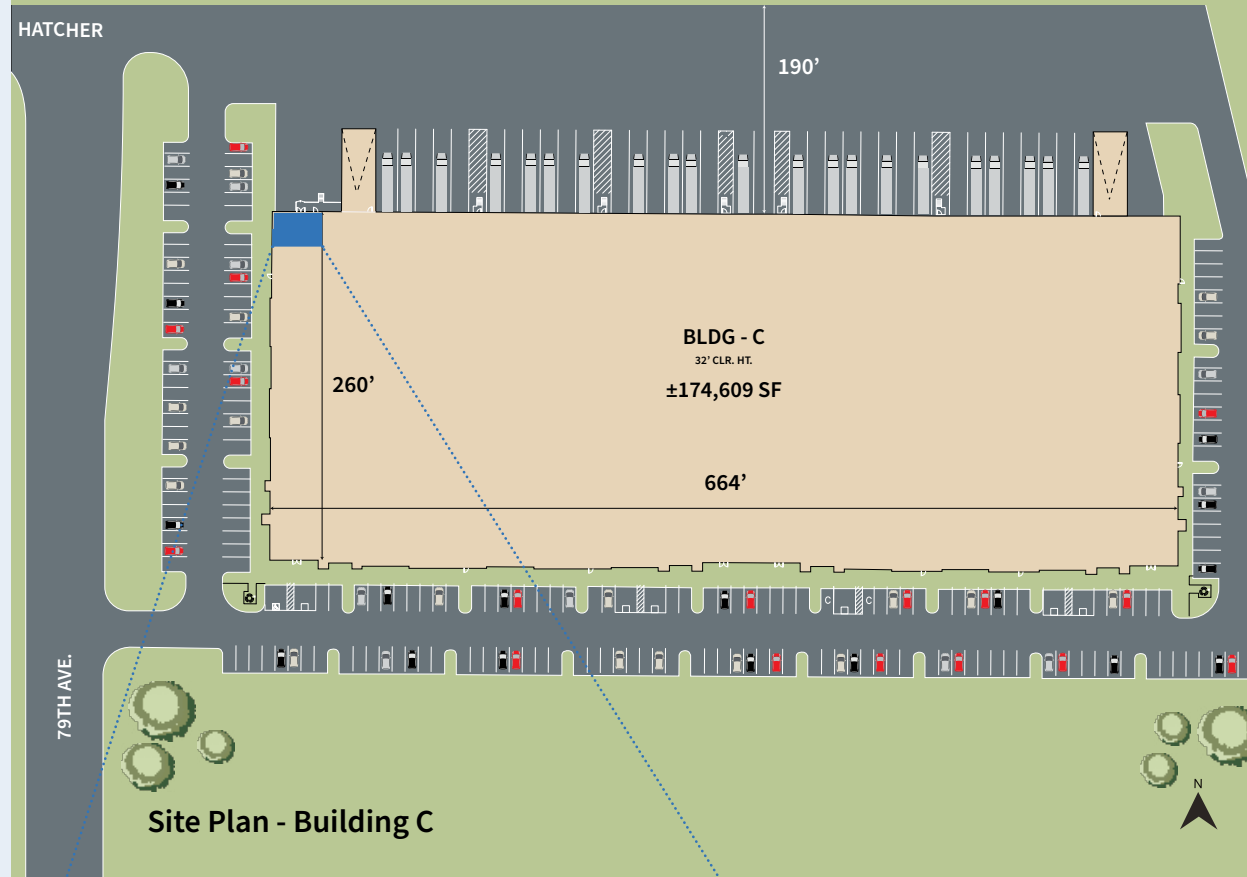 HATCHER
190’
BLDG - C
32’ CLR. HT.
±174,609 SF
260’
664’
C
C
79TH AVE.
N
Site Plan - Building C